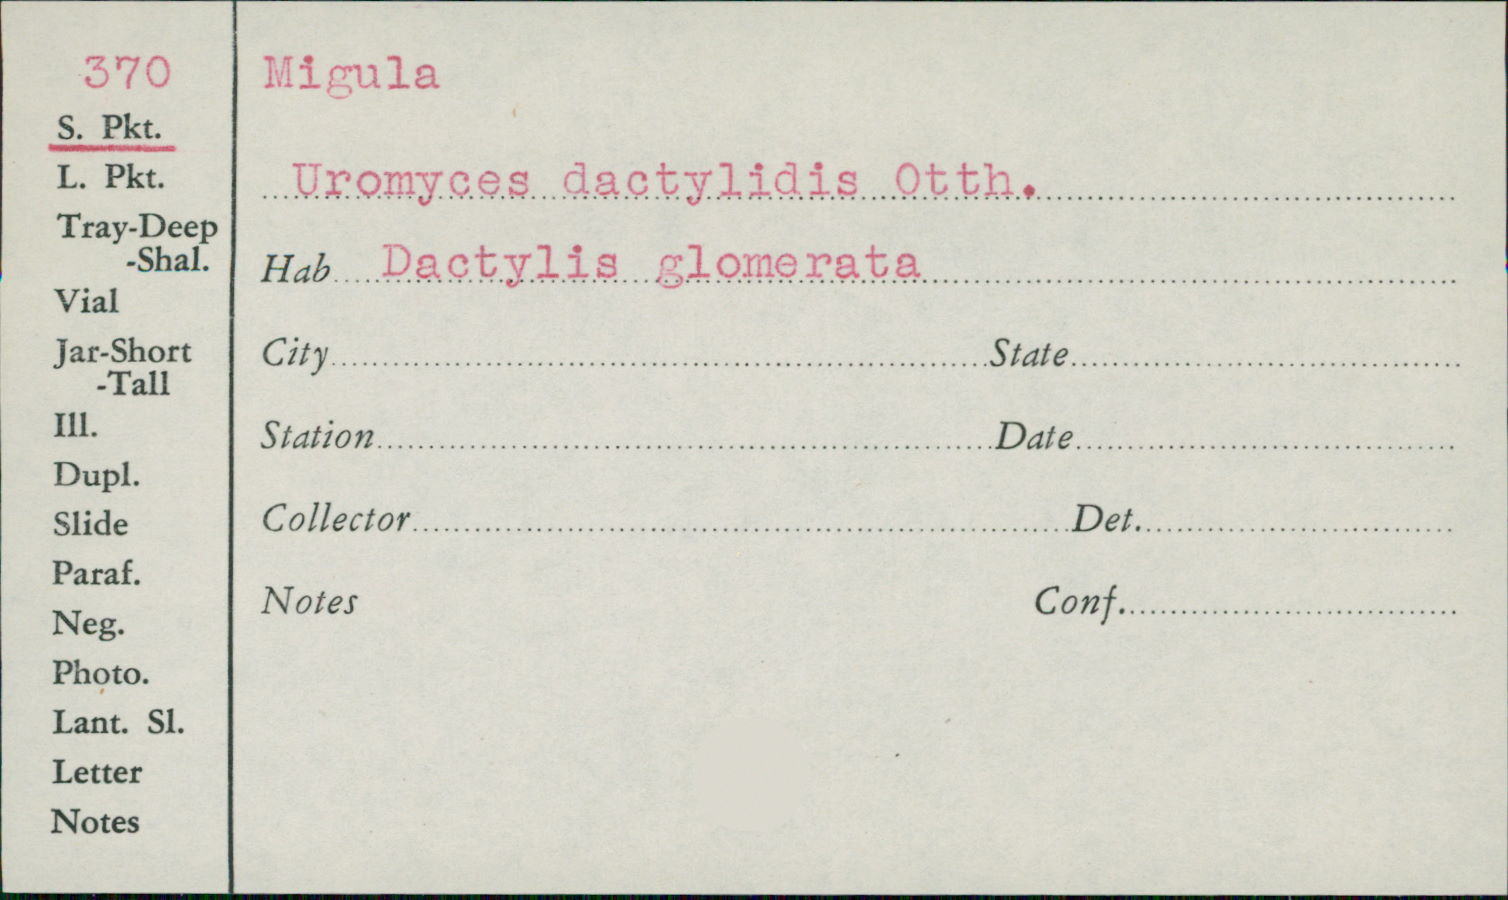 370
S. Pkt.
L. Pkt.
Tray-Deep
-Shal.
Vial
Jar-Short
-Tall
Ill.
Dupl.
Slide
Paraf.
Neg.
Photo.
Lant. Sl.
Letter
Notes
Migula
Uromyces dactylidis Otth.
Hab Dactylis glomerata
City State
Station Date
Collector Det.
Notes Conf.